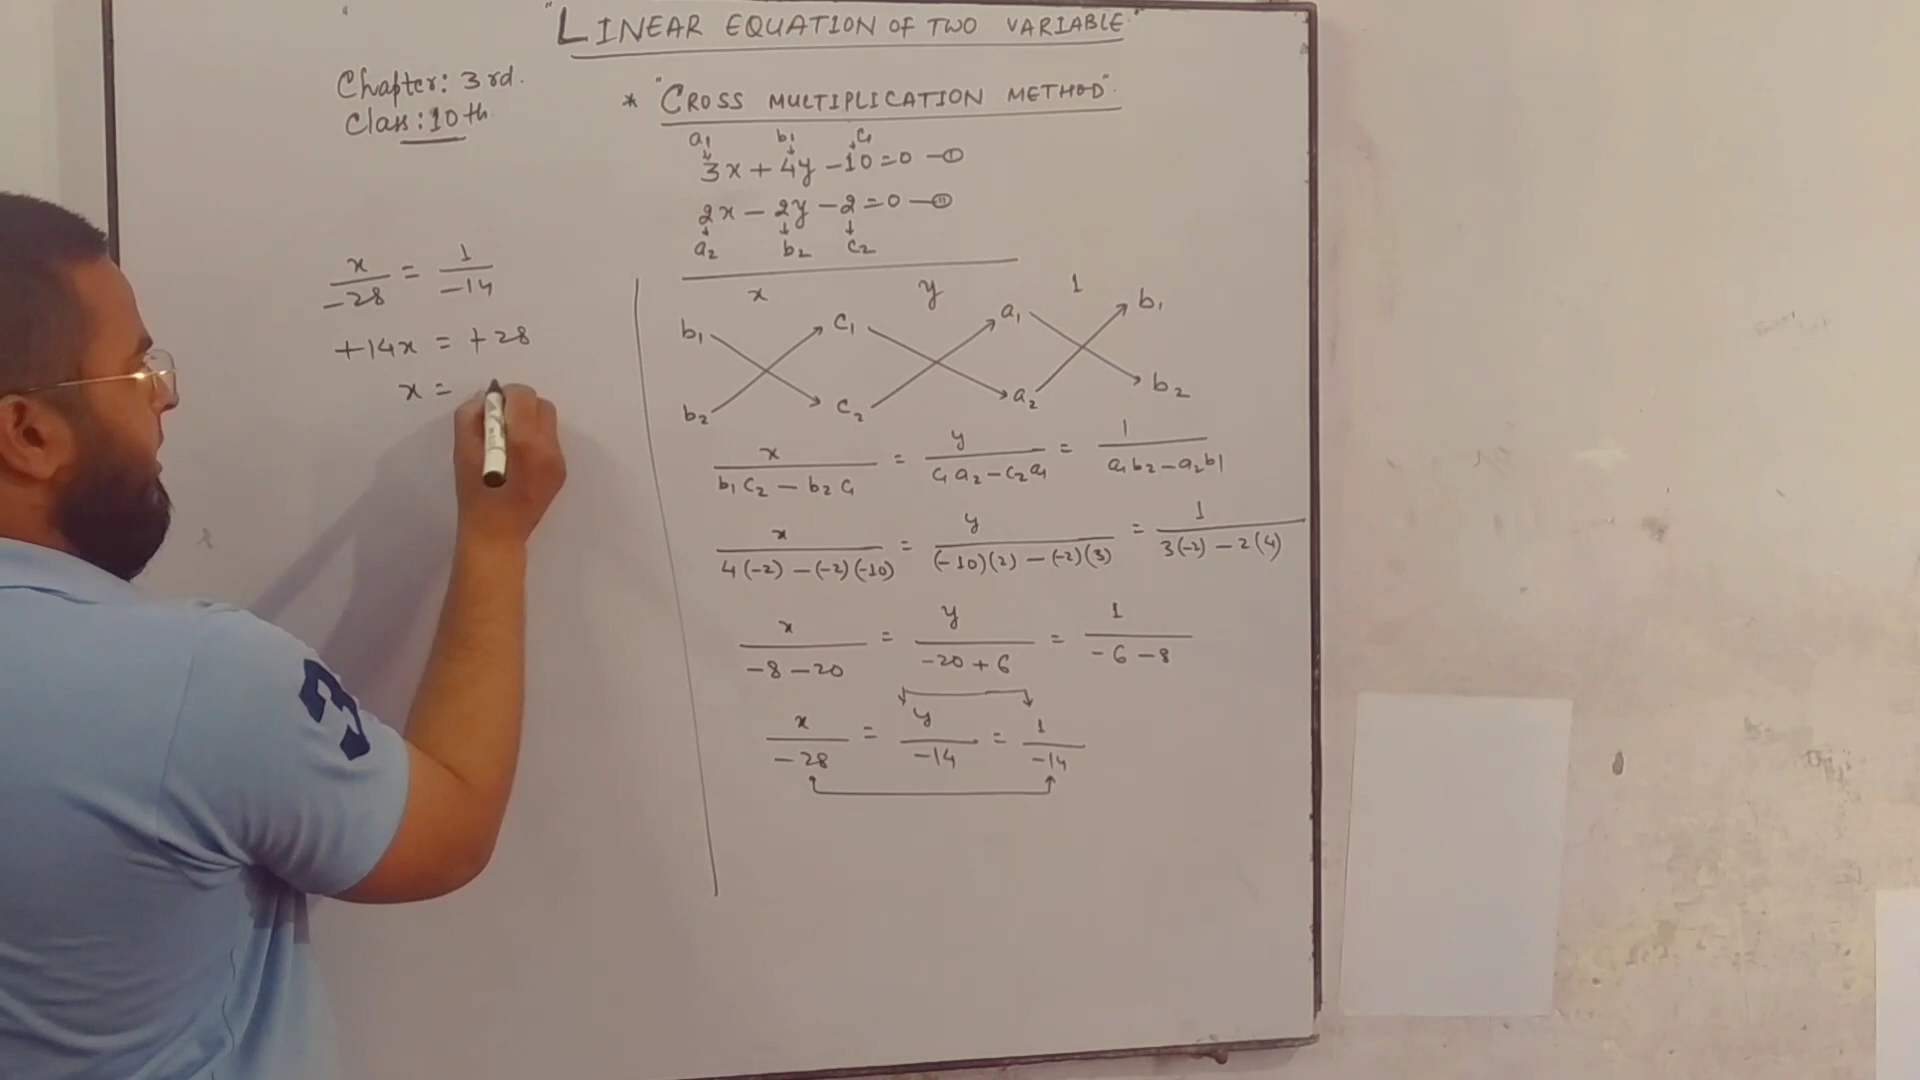 "LINEAR EQUATION OF TWO VARIABLE"
Chapter: 3rd.
Class: 10th
* "CROSS MULTIPLICATION METHOD"
a₁ b₁ c₁
3x + 4y - 10 = 0 - ①
2x - 2y - 2 = 0 - ②
a₂ b₂ c₂
x y 1
b₁ c₁ a₁ b₁
b₂ c₂ a₂ b₂
x/(b₁c₂ - b₂c₁) = y/(c₁a₂ - c₂a₁) = 1/(a₁b₂ - a₂b₁)
x/(4(-2) - (-2)(-10)) = y/((-10)(2) - (-2)(3)) = 1/(3(-2) - 2(4))
x/(-8 - 20) = y/(-20 + 6) = 1/(-6 - 8)
x/-28 = y/-14 = 1/-14
x/-28 = 1/-14
+14x = +28
x =
3